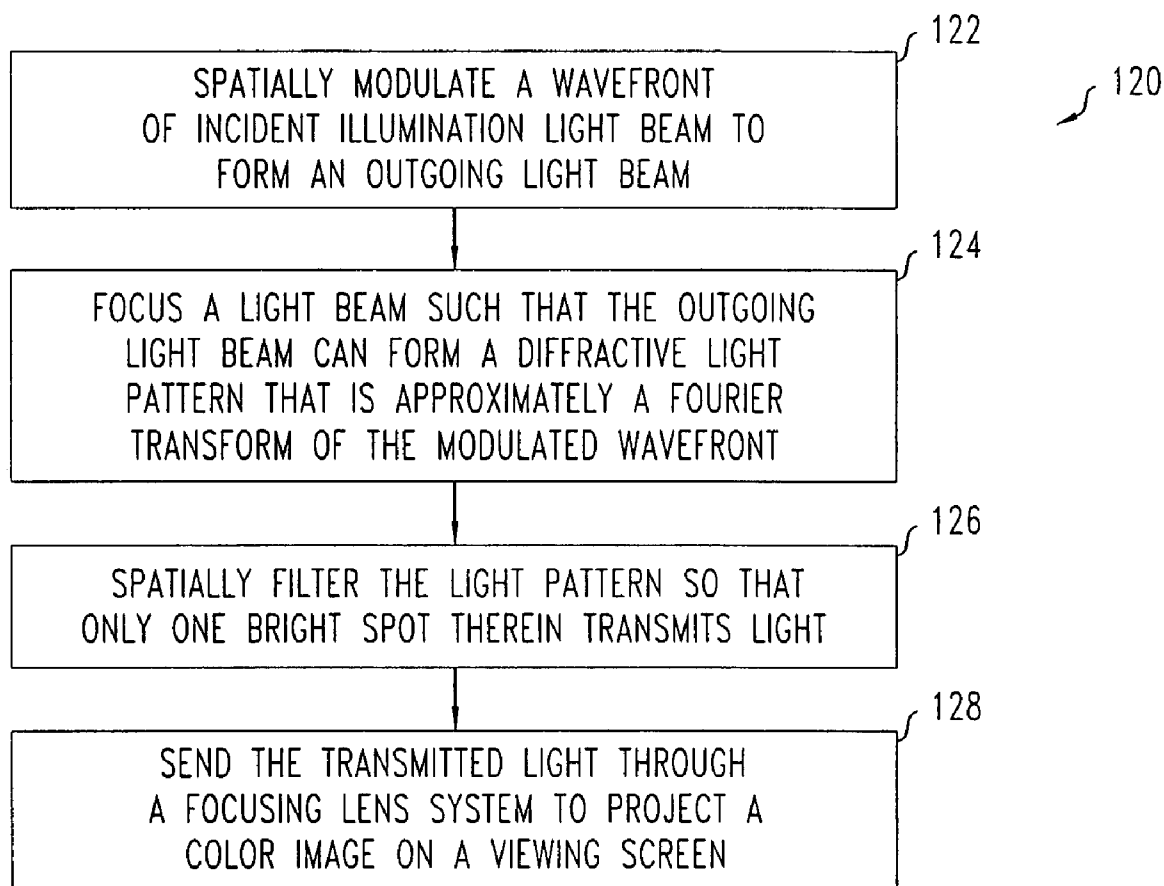 122
120
SPATIALLY MODULATE A WAVEFRONT
OF INCIDENT ILLUMINATION LIGHT BEAM TO
FORM AN OUTGOING LIGHT BEAM
124
FOCUS A LIGHT BEAM SUCH THAT THE OUTGOING
LIGHT BEAM CAN FORM A DIFFRACTIVE LIGHT
PATTERN THAT IS APPROXIMATELY A FOURIER
TRANSFORM OF THE MODULATED WAVEFRONT
126
SPATIALLY FILTER THE LIGHT PATTERN SO THAT
ONLY ONE BRIGHT SPOT THEREIN TRANSMITS LIGHT
128
SEND THE TRANSMITTED LIGHT THROUGH
A FOCUSING LENS SYSTEM TO PROJECT A
COLOR IMAGE ON A VIEWING SCREEN